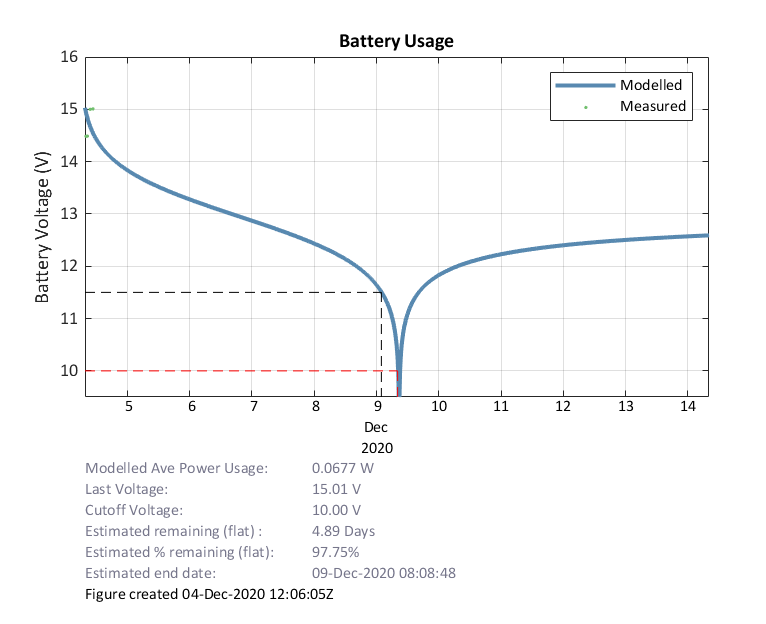 Battery Usage
16
15
14
13
12
11
10
Battery Voltage (V)
Modelled
Measured
5 6 7 8 9 10 11 12 13 14
Dec
2020
Modelled Ave Power Usage: 0.0677 W
Last Voltage: 15.01 V
Cutoff Voltage: 10.00 V
Estimated remaining (flat) : 4.89 Days
Estimated % remaining (flat): 97.75%
Estimated end date: 09-Dec-2020 08:08:48
Figure created 04-Dec-2020 12:06:05Z